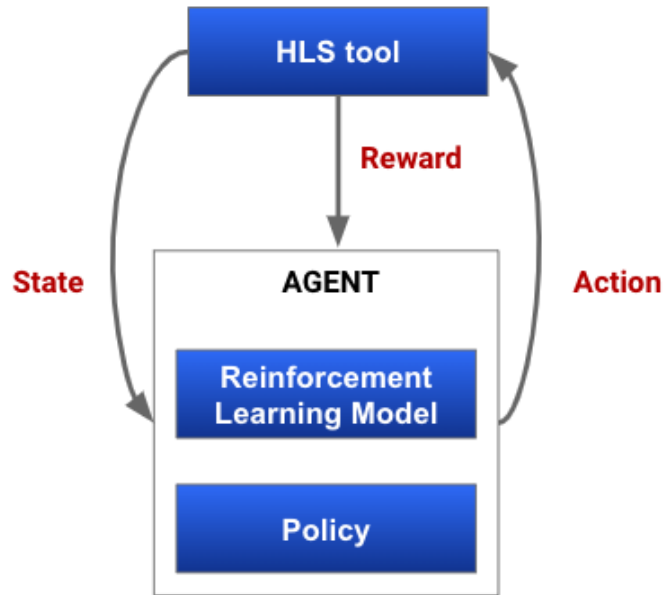 HLS tool
Reward
State
Action
AGENT
Reinforcement
Learning Model
Policy